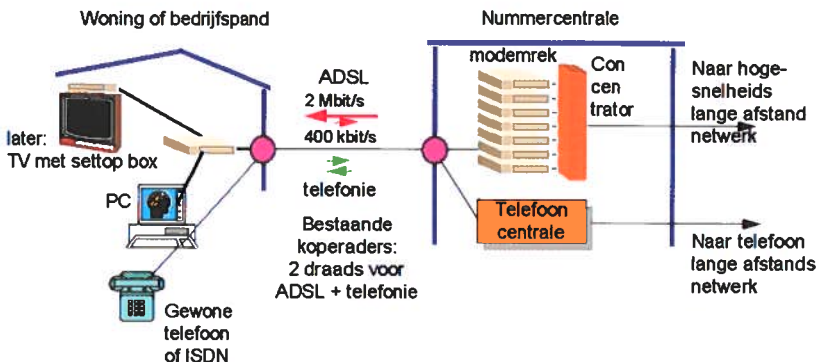 Woning of bedrijfspand
Nummercentrale
later:
TV met settop box
PC
Gewone
telefoon
of ISDN
ADSL
2 Mbit/s
400 kbit/s
telefonie
Bestaande
koperaders:
2 draads voor
ADSL + telefonie
modemrek
Con
cen
trator
Telefoon
centrale
Naar hoge-
snelheids
lange afstand
netwerk
Naar telefoon
lange afstands
netwerk